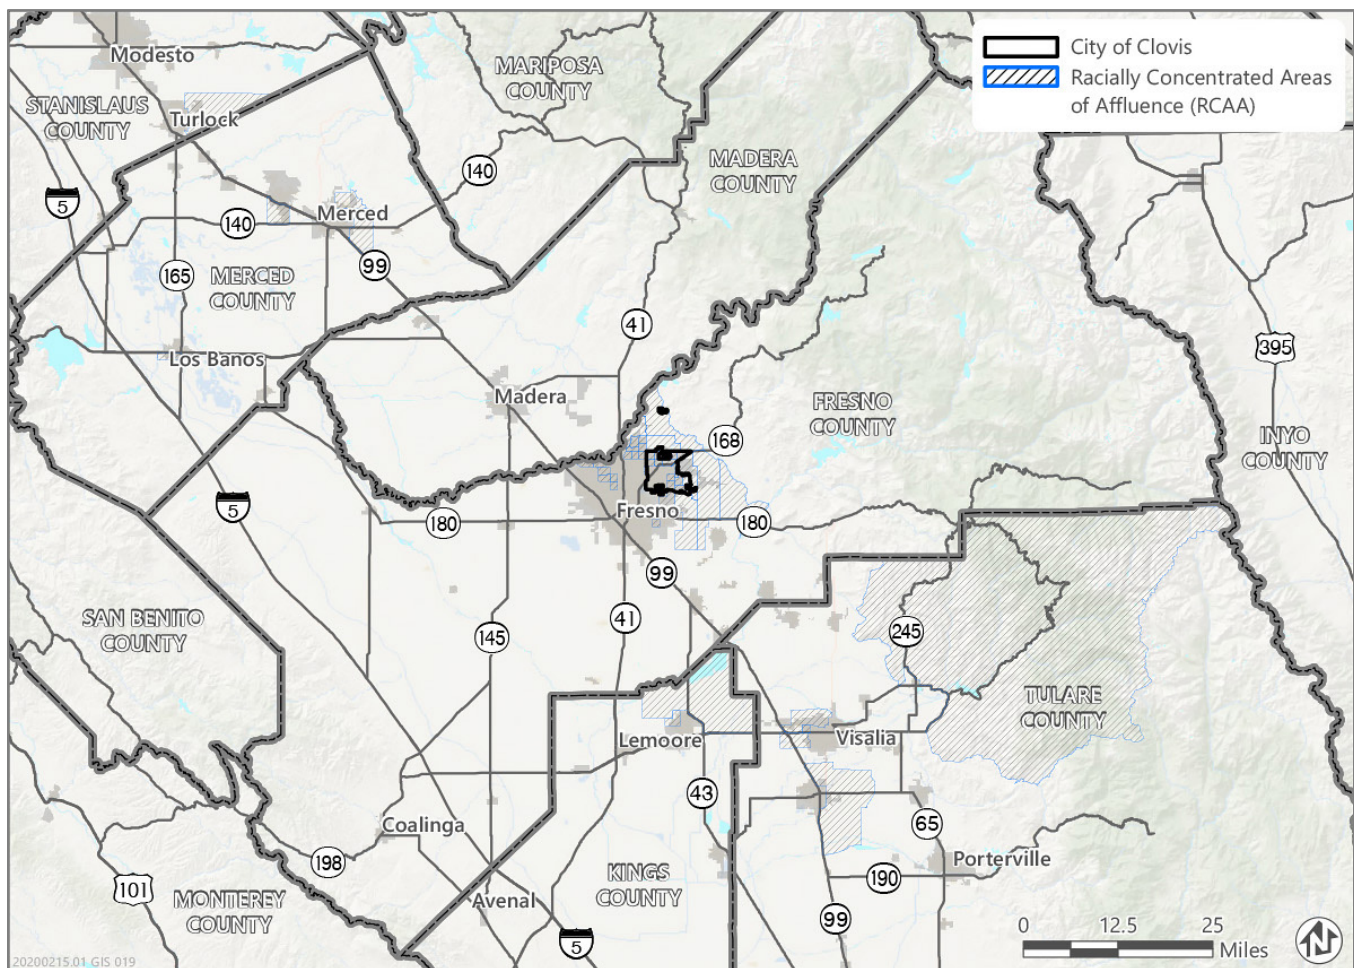 City of Clovis
Racially Concentrated Areas
of Affluence (RCAA)
Modesto
MARIPOSA
COUNTY
STANISLAUS
COUNTY
Turlock
MADERA
COUNTY
140
5
Merced
140
99
165
MERCED
COUNTY
41
395
Los Banos
Madera
FRESNO
COUNTY
168
INYO
COUNTY
5
180
Fresno
180
99
SAN BENITO
COUNTY
145
41
245
TULARE
COUNTY
Lemoore
Visalia
43
Coalinga
65
198
Porterville
101
MONTEREY
COUNTY
KINGS
COUNTY
190
Avenal
99
5
0 12.5 25
Miles
N
20200215.01 GIS 019